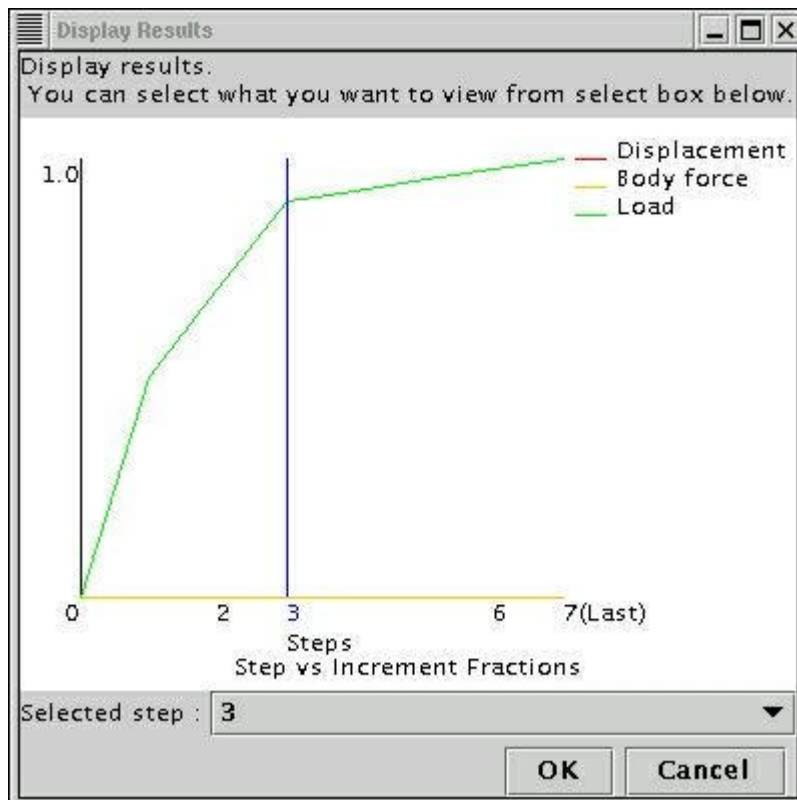 Display Results
Display results.
You can select what you want to view from select box below.
1.0
Displacement
Body force
Load
0 2 3 6 7(Last)
Steps
Step vs Increment Fractions
Selected step : 3
OK Cancel